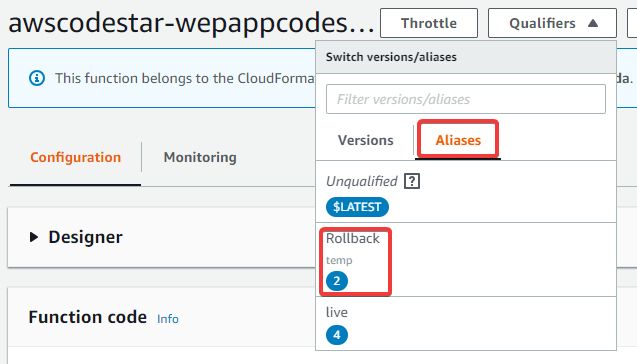 awscodestar-wepappcodes...
Throttle
Qualifiers
Switch versions/aliases
This function belongs to the CloudForma
da.
Filter versions/aliases
Versions
Aliases
Configuration
Monitoring
Unqualified ?
$LATEST
Designer
Rollback
temp
2
Function code Info
live
4